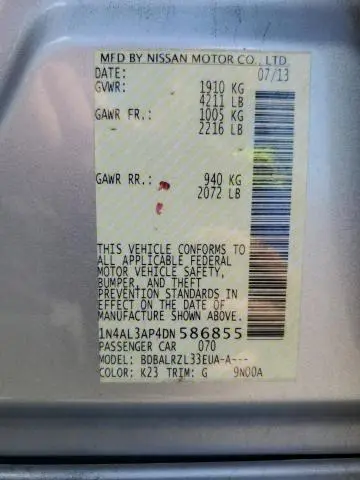 MFD BY NISSAN MOTOR CO., LTD
DATE: 07/13
GVWR: 1910 KG
4211 LB
GAWR FR.: 1005 KG
2216 LB
GAWR RR.: 940 KG
2072 LB
THIS VEHICLE CONFORMS TO
ALL APPLICABLE FEDERAL
MOTOR VEHICLE SAFETY,
BUMPER, AND THEFT
PREVENTION STANDARDS IN
EFFECT ON THE DATE OF
MANUFACTURE SHOWN ABOVE.
1N4AL3AP4DN586855
PASSENGER CAR 070
MODEL: BDBALRZL33EUA-A---
COLOR: K23 TRIM: G 9N00A